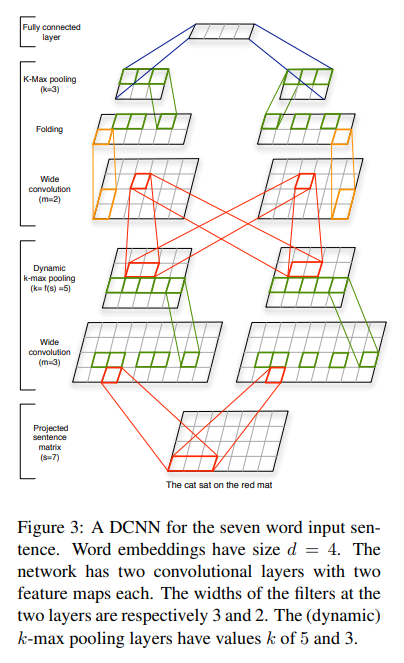 Fully connected
layer
K-Max pooling
(k=3)
Folding
Wide
convolution
(m=2)
Dynamic
k-max pooling
(k= f(s) =5)
Wide
convolution
(m=3)
Projected
sentence
matrix
(s=7)
The cat sat on the red mat
Figure 3: A DCNN for the seven word input sen-
tence. Word embeddings have size d = 4. The
network has two convolutional layers with two
feature maps each. The widths of the filters at the
two layers are respectively 3 and 2. The (dynamic)
k-max pooling layers have values k of 5 and 3.